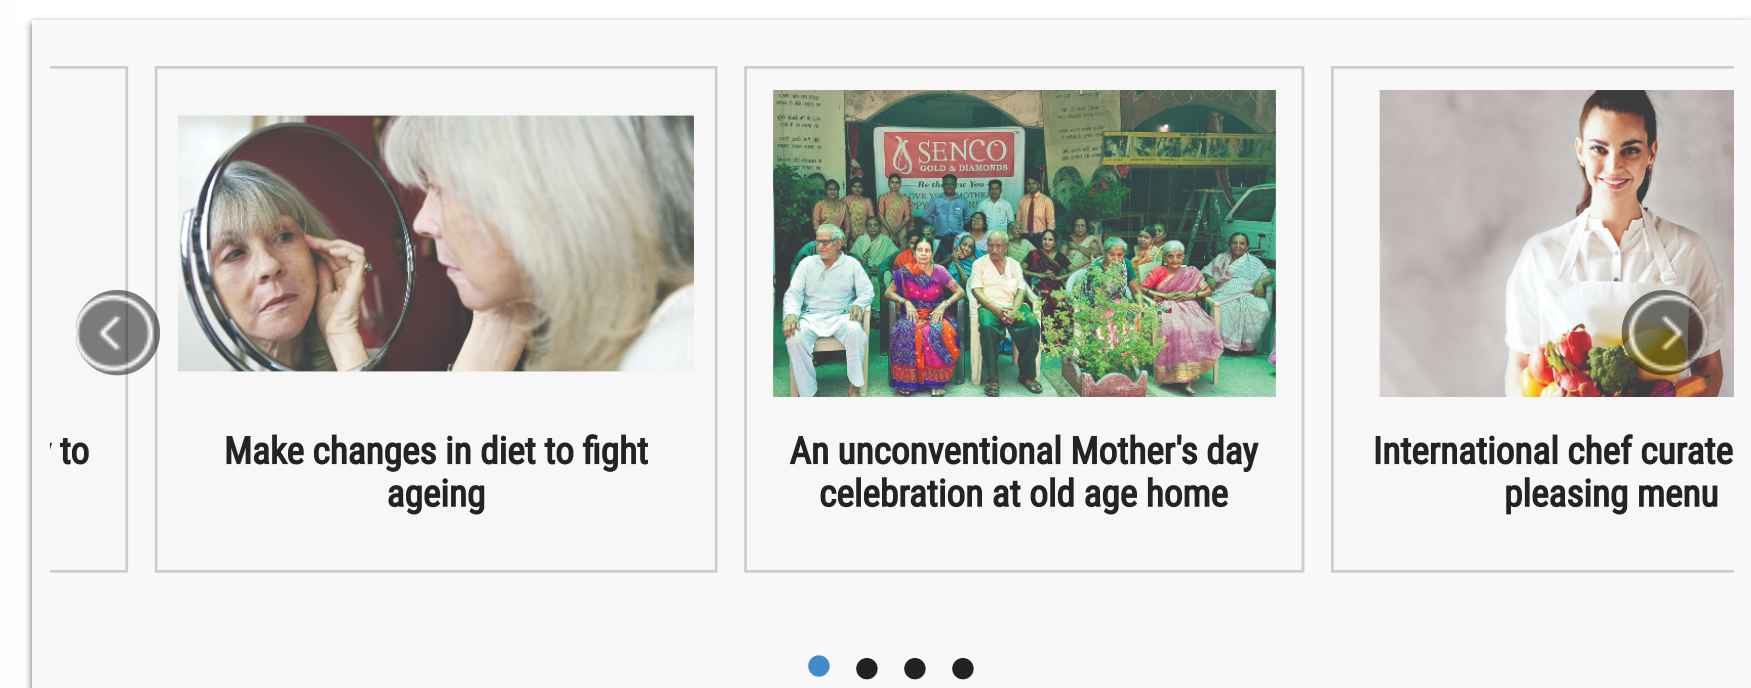 SENCO
GOLD & DIAMONDS
to
Make changes in diet to fight
ageing
An unconventional Mother's day
celebration at old age home
International chef curate
pleasing menu